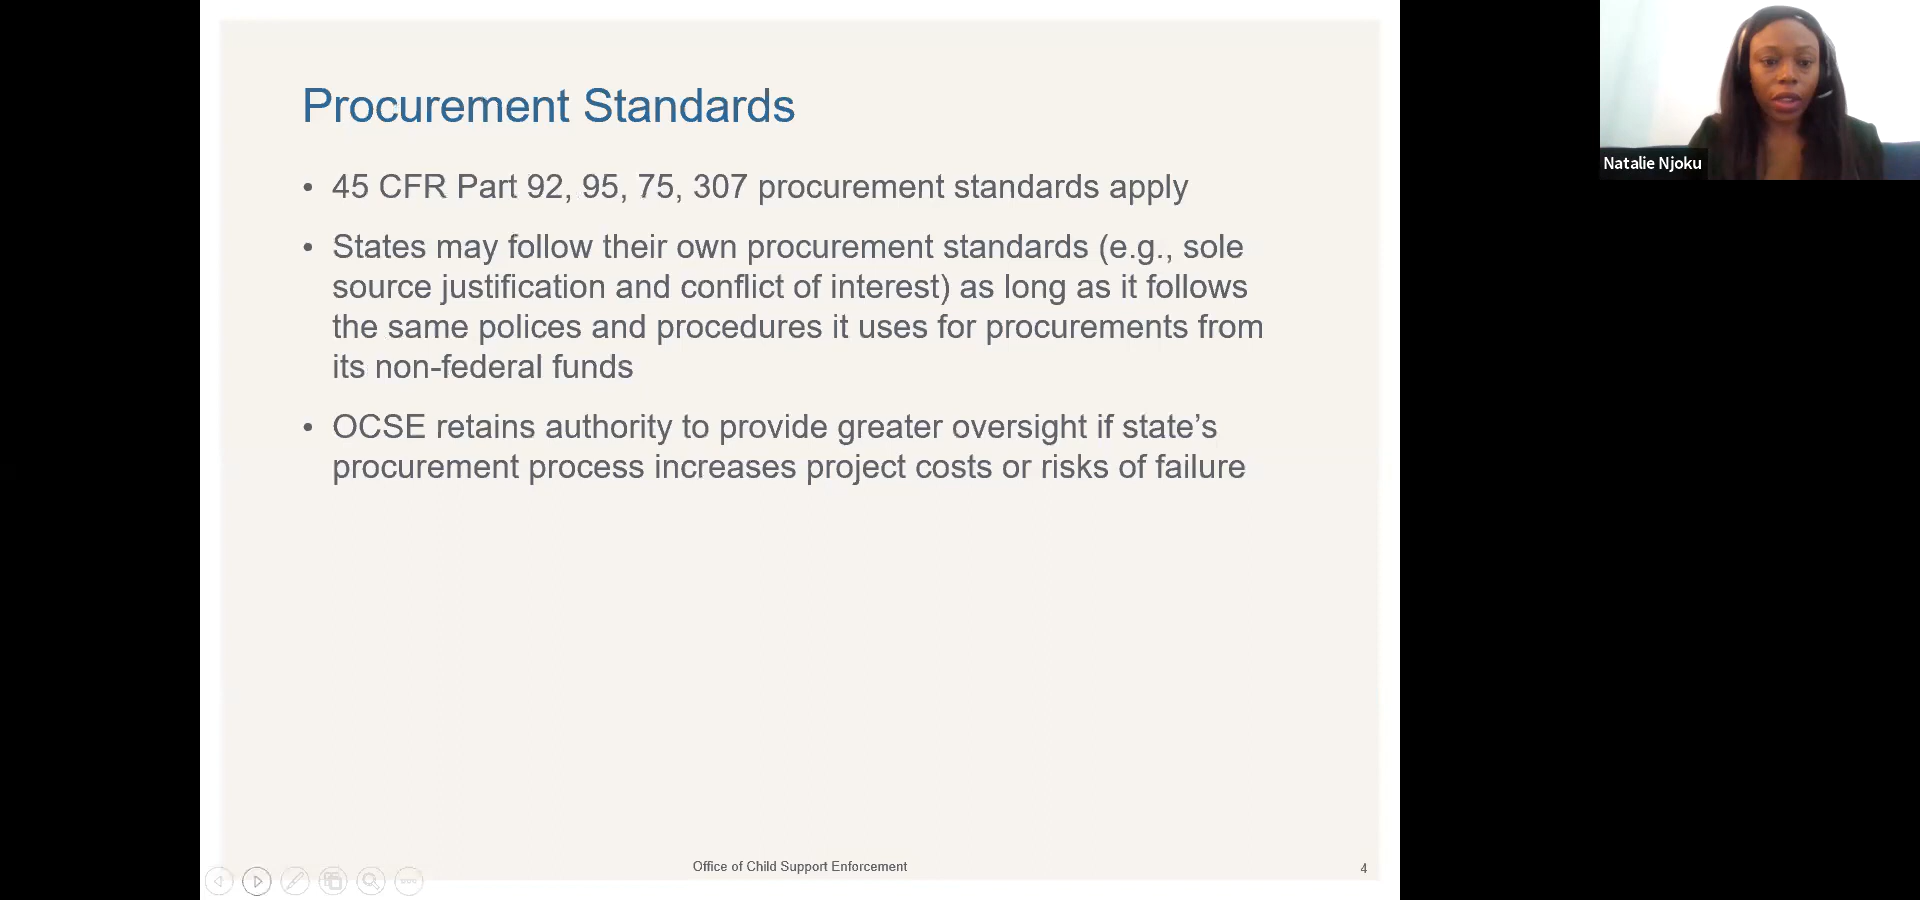 Procurement Standards
• 45 CFR Part 92, 95, 75, 307 procurement standards apply
• States may follow their own procurement standards (e.g., sole
source justification and conflict of interest) as long as it follows
the same polices and procedures it uses for procurements from
its non-federal funds
• OCSE retains authority to provide greater oversight if state’s
procurement process increases project costs or risks of failure
Office of Child Support Enforcement
4
Natalie Njoku